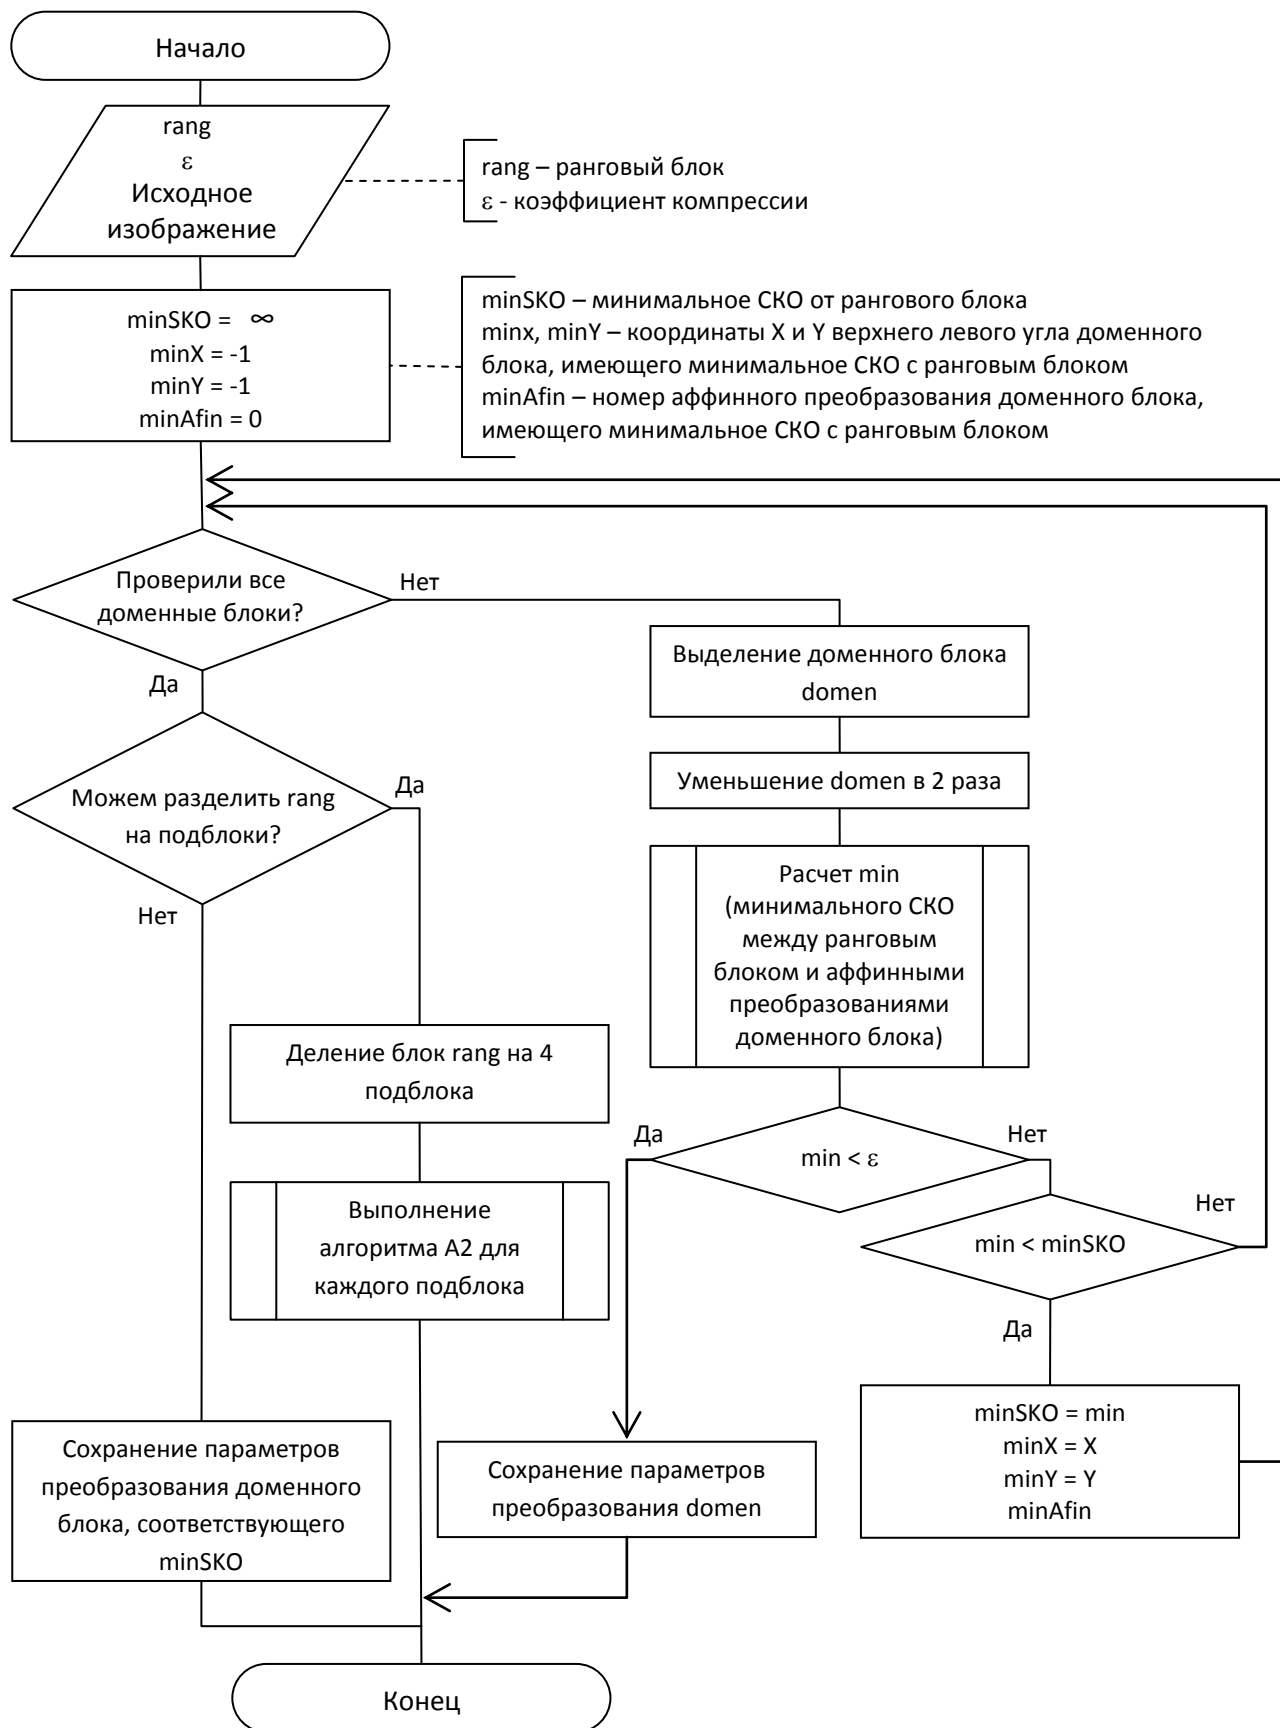 Начало
rang
ε
Исходное
изображение
rang – ранговый блок
ε - коэффициент компрессии
minSKO = ∞
minX = -1
minY = -1
minAfin = 0
minSKO – минимальное СКО от рангового блока
minx, minY – координаты X и Y верхнего левого угла доменного
блока, имеющего минимальное СКО с ранговым блоком
minAfin – номер аффинного преобразования доменного блока,
имеющего минимальное СКО с ранговым блоком
Проверили все
доменные блоки?
Нет
Да
Выделение доменного блока
domen
Уменьшение domen в 2 раза
Можем разделить rang
на подблоки?
Да
Нет
Расчет min
(минимального СКО
между ранговым
блоком и аффинными
преобразованиями
доменного блока)
Деление блок rang на 4
подблока
Да
min < ε
Нет
Выполнение
алгоритма А2 для
каждого подблока
min < minSKO
Нет
Да
minSKO = min
minX = X
minY = Y
minAfin
Сохранение параметров
преобразования доменного
блока, соответствующего
minSKO
Сохранение параметров
преобразования domen
Конец